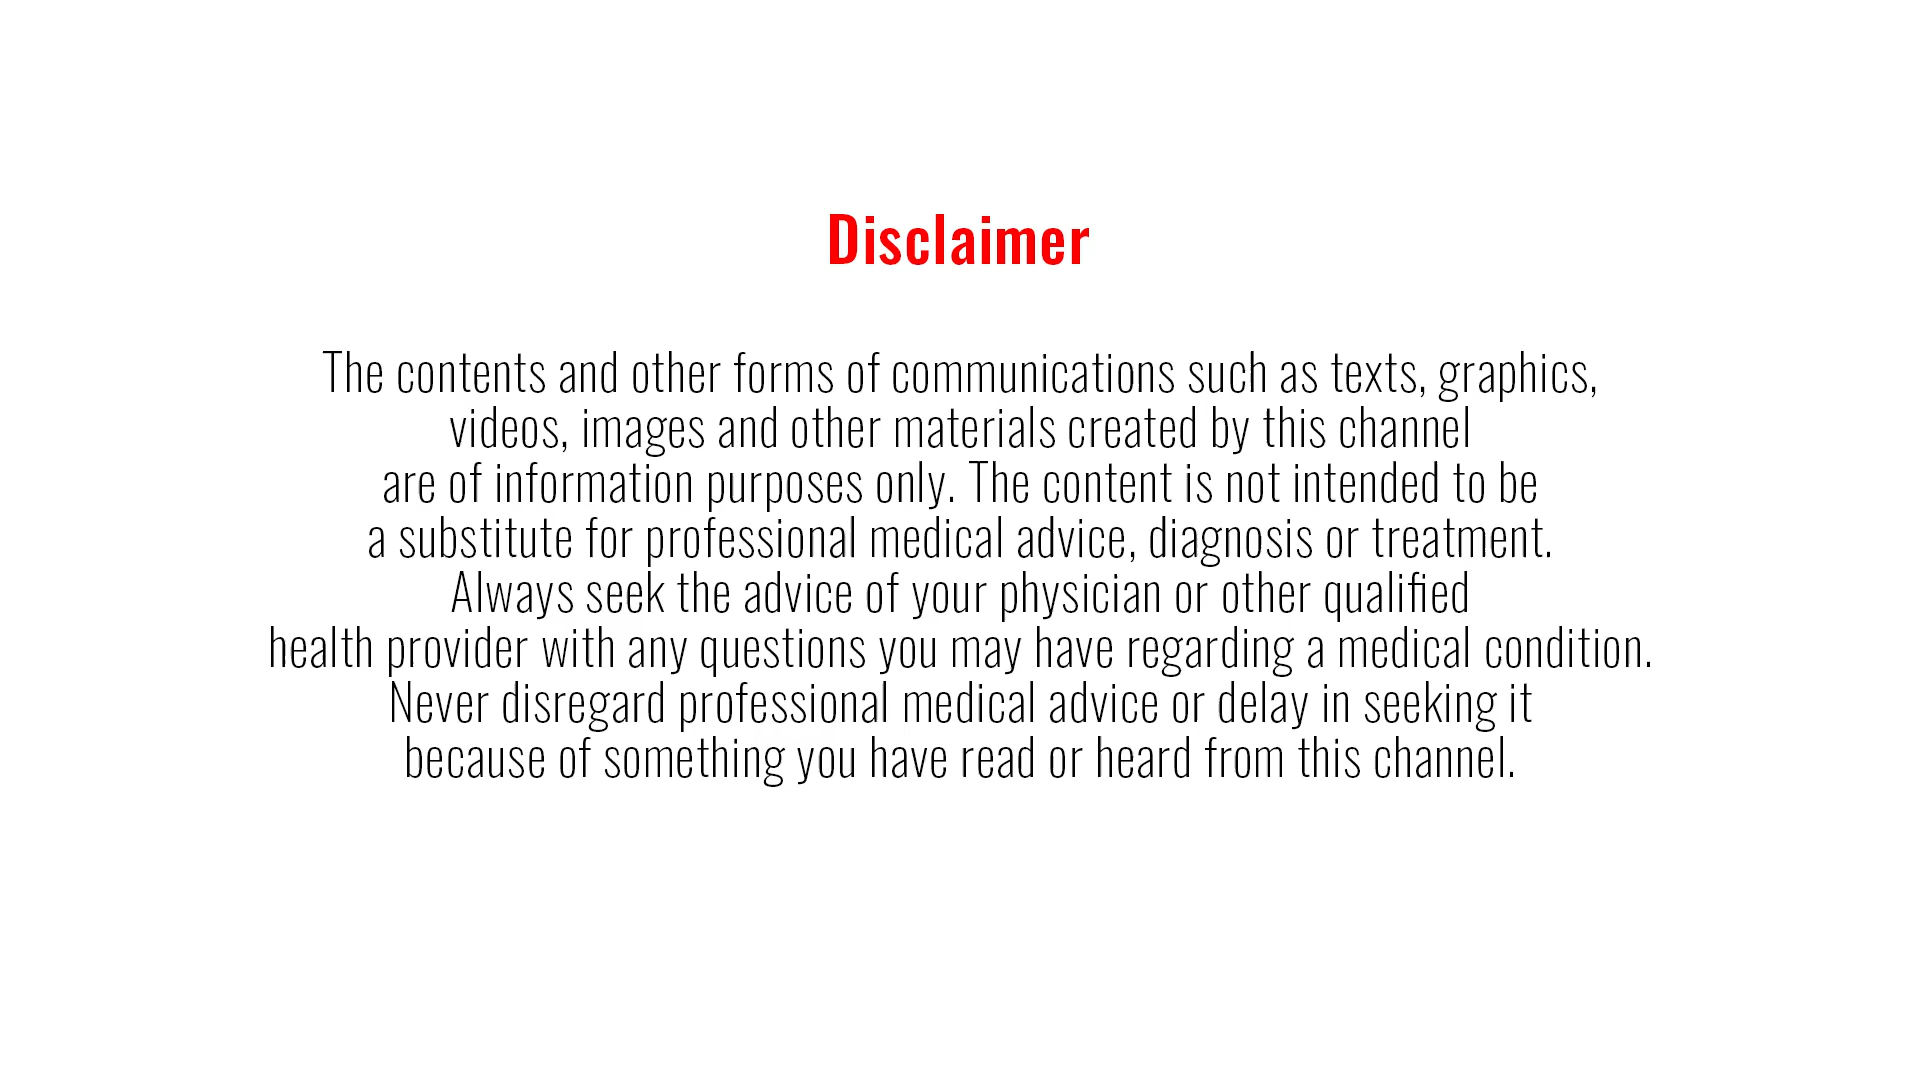 Disclaimer
The contents and other forms of communications such as texts, graphics,
videos, images and other materials created by this channel
are of information purposes only. The content is not intended to be
a substitute for professional medical advice, diagnosis or treatment.
Always seek the advice of your physician or other qualified
health provider with any questions you may have regarding a medical condition.
Never disregard professional medical advice or delay in seeking it
because of something you have read or heard from this channel.